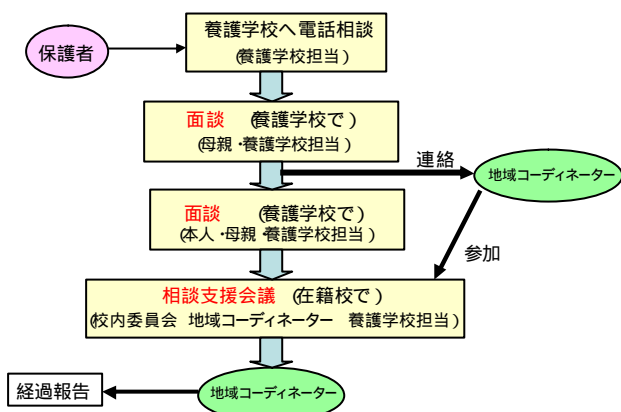 保護者
養護学校へ電話相談
(養護学校担当)
面談 (養護学校で)
(母親・養護学校担当)
連絡
地域コーディネーター
面談 (養護学校で)
(本人・母親・養護学校担当)
参加
相談支援会議 (在籍校で)
(校内委員会 地域コーディネーター 養護学校担当)
経過報告
地域コーディネーター